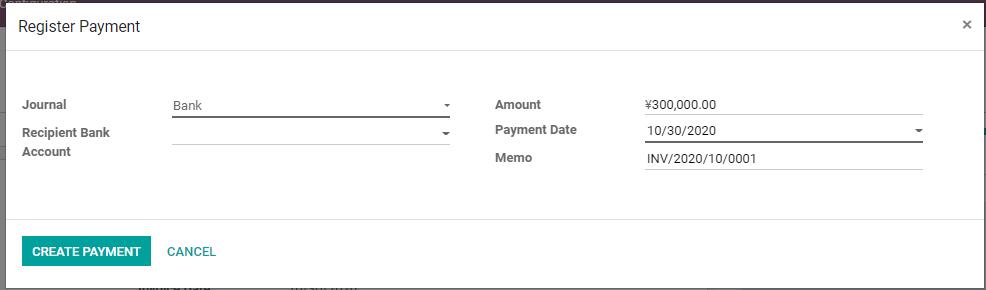 Configuration
Register Payment ×
Journal Bank
Recipient Bank
Account
Amount ¥300,000.00
Payment Date 10/30/2020
Memo INV/2020/10/0001
CREATE PAYMENT CANCEL